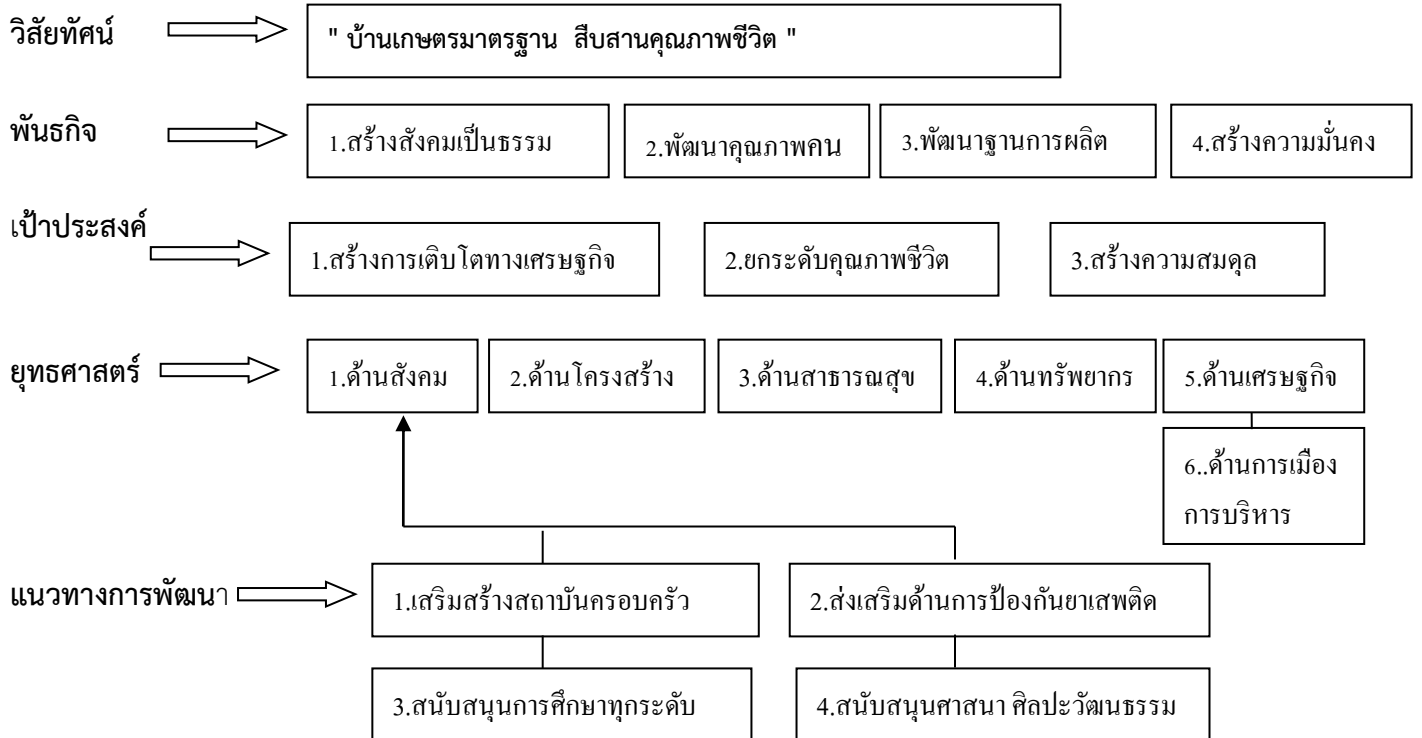 วิสัยทัศน์
" บ้านเกษตรมาตรฐาน สืบสานคุณภาพชีวิต "
พันธกิจ
1.สร้างสังคมเป็นธรรม
2.พัฒนาคุณภาพคน
3.พัฒนาฐานการผลิต
4.สร้างความมั่นคง
เป้าประสงค์
1.สร้างการเติบโตทางเศรษฐกิจ
2.ยกระดับคุณภาพชีวิต
3.สร้างความสมดุล
ยุทธศาสตร์
1.ด้านสังคม
2.ด้านโครงสร้าง
3.ด้านสาธารณสุข
4.ด้านทรัพยากร
5.ด้านเศรษฐกิจ
6..ด้านการเมือง
การบริหาร
แนวทางการพัฒนา
1.เสริมสร้างสถาบันครอบครัว
2.ส่งเสริมด้านการป้องกันยาเสพติด
3.สนับสนุนการศึกษาทุกระดับ
4.สนับสนุนศาสนา ศิลปะวัฒนธรรม